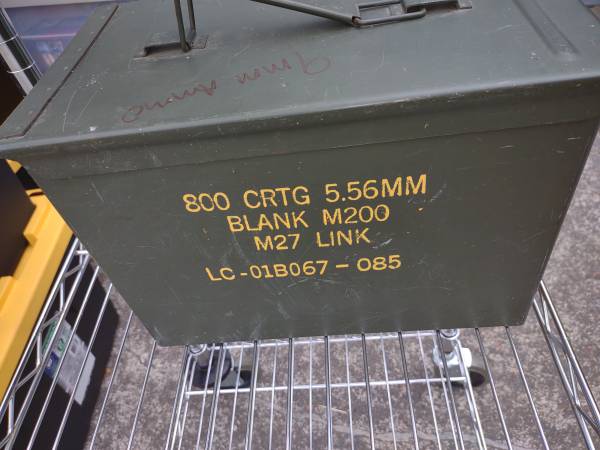 9mm Ammo
800 CRTG 5.56MM
BLANK M200
M27 LINK
LC-01B067-085